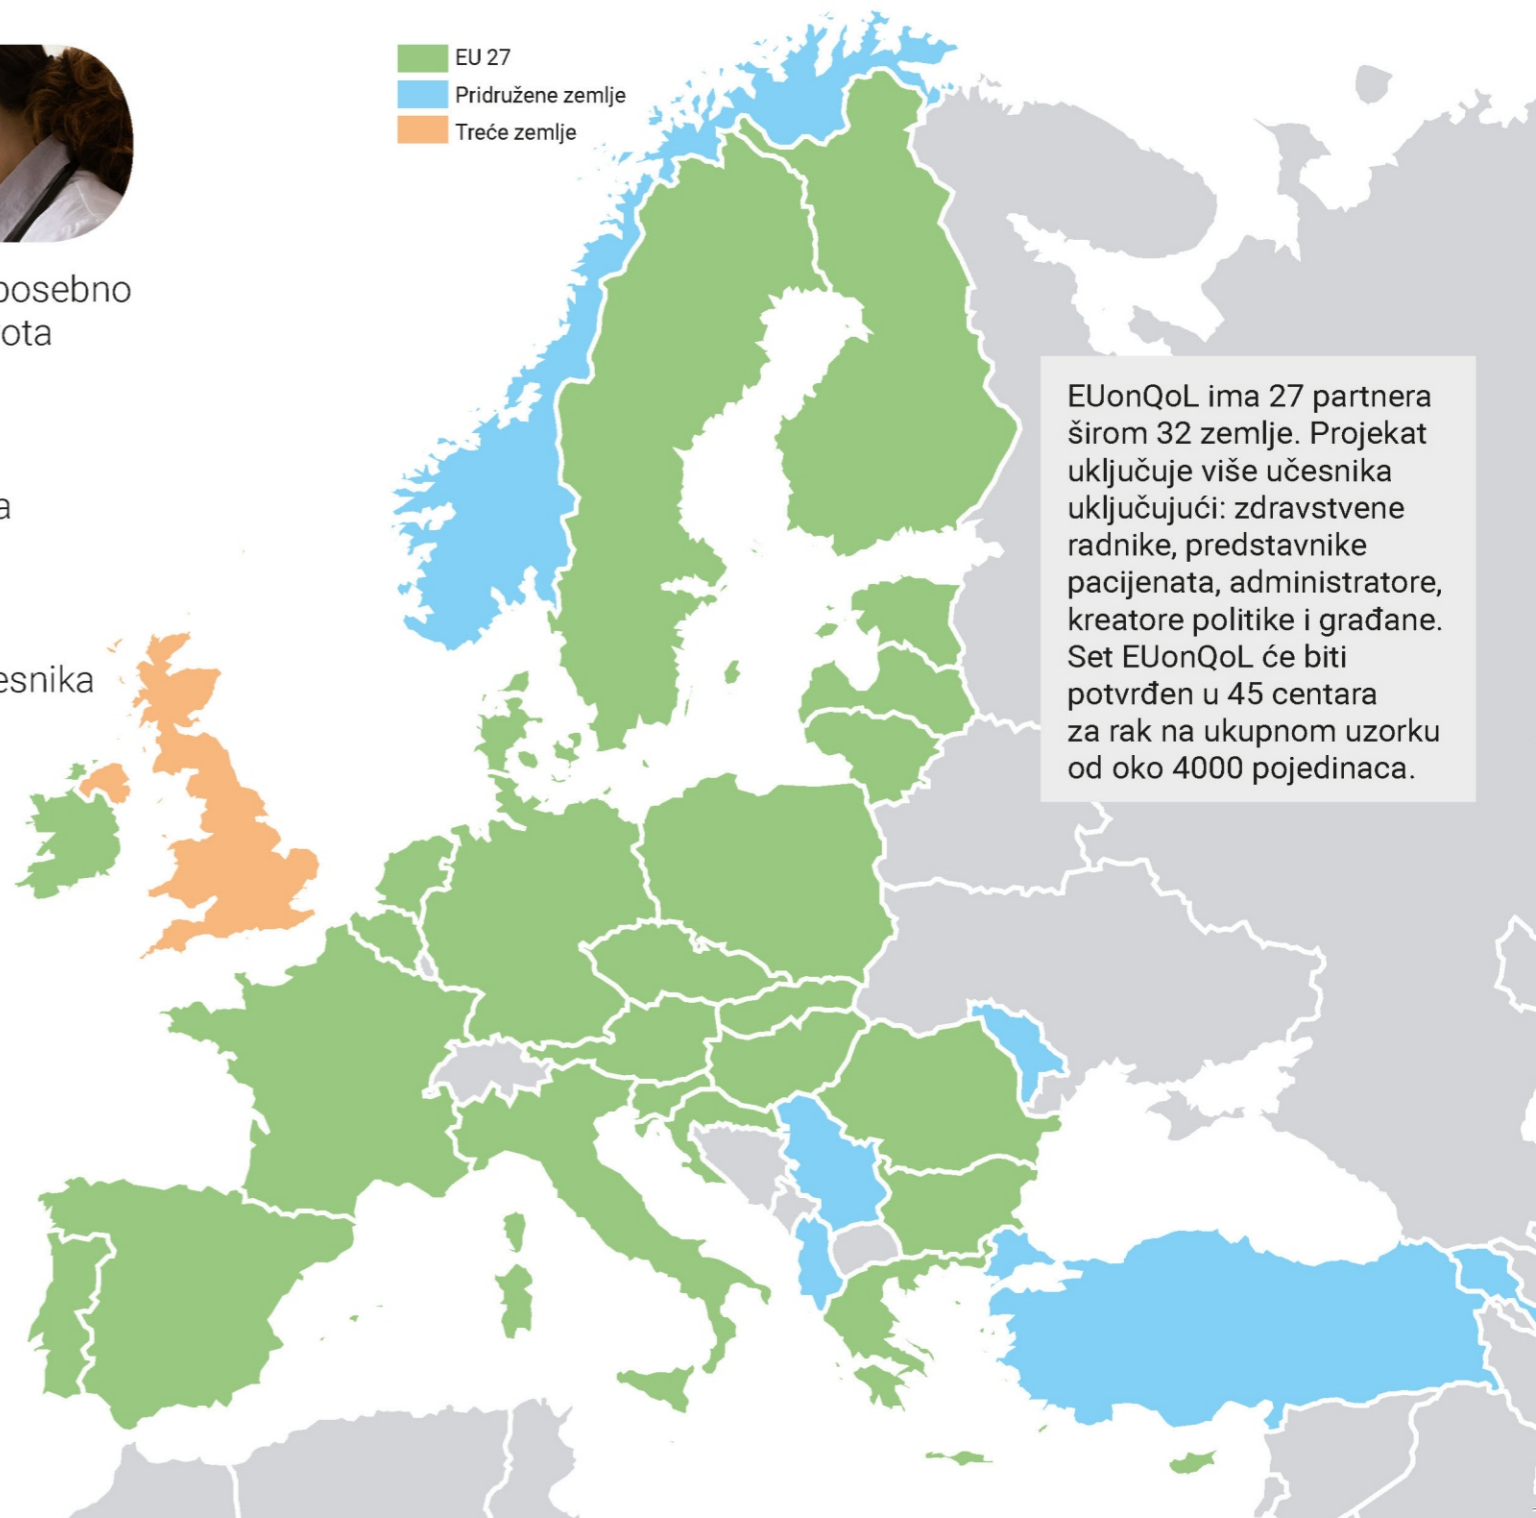 EU 27
Pridružene zemlje
Treće zemlje
posebno
ota
a
esnika
EUonQoL ima 27 partnera
širom 32 zemlje. Projekat
uključuje više učesnika
uključujući: zdravstvene
radnike, predstavnike
pacijenata, administratore,
kreatore politike i građane.
Set EUonQoL će biti
potvrđen u 45 centara
za rak na ukupnom uzorku
od oko 4000 pojedinaca.